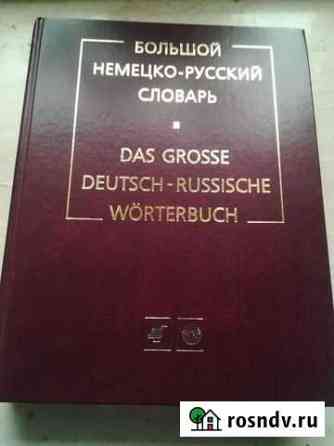 БОЛЬШОЙ
НЕМЕЦКО-РУССКИЙ
СЛОВАРЬ
DAS GROSSE
DEUTSCH-RUSSISCHE
WÖRTERBUCH
rosndv.ru